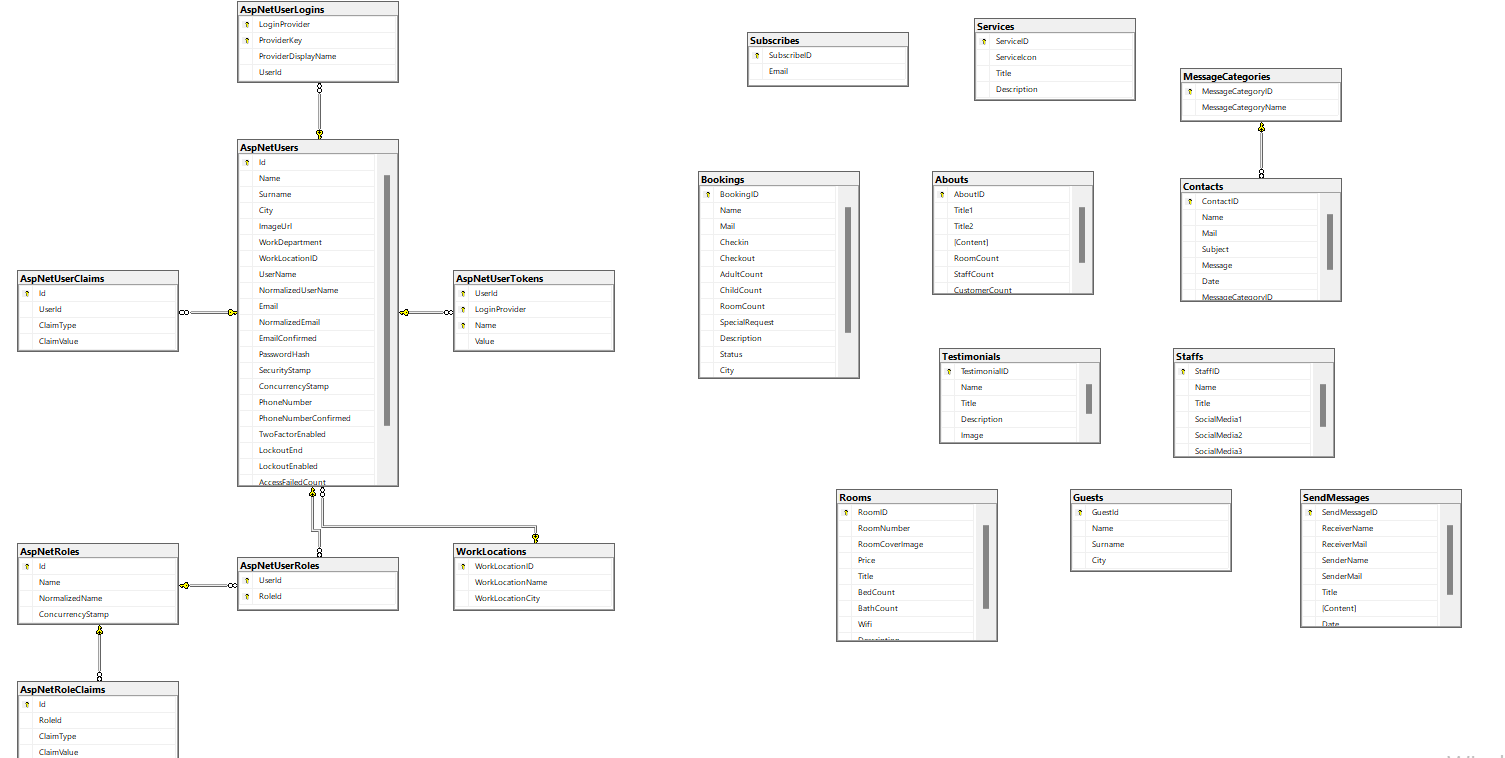 AspNetUserLogins
LoginProvider
ProviderKey
ProviderDisplayName
UserId
AspNetUsers
Id
Name
Surname
City
ImageUrl
WorkDepartment
WorkLocationID
UserName
NormalizedUserName
Email
NormalizedEmail
EmailConfirmed
PasswordHash
SecurityStamp
ConcurrencyStamp
PhoneNumber
PhoneNumberConfirmed
TwoFactorEnabled
LockoutEnd
LockoutEnabled
AccessFailedCount
AspNetUserClaims
Id
UserId
ClaimType
ClaimValue
AspNetUserTokens
UserId
LoginProvider
Name
Value
AspNetRoles
Id
Name
NormalizedName
ConcurrencyStamp
AspNetUserRoles
UserId
RoleId
WorkLocations
WorkLocationID
WorkLocationName
WorkLocationCity
AspNetRoleClaims
Id
RoleId
ClaimType
ClaimValue
Subscribes
SubscribeID
Email
Services
ServiceID
ServiceIcon
Title
Description
MessageCategories
MessageCategoryID
MessageCategoryName
Bookings
BookingID
Name
Mail
Checkin
Checkout
AdultCount
ChildCount
RoomCount
SpecialRequest
Description
Status
City
Abouts
AboutID
Title1
Title2
[Content]
RoomCount
StaffCount
CustomerCount
Contacts
ContactID
Name
Mail
Subject
Message
Date
MessageCategoryID
Testimonials
TestimonialID
Name
Title
Description
Image
Staffs
StaffID
Name
Title
SocialMedia1
SocialMedia2
SocialMedia3
Rooms
RoomID
RoomNumber
RoomCoverImage
Price
Title
BedCount
BathCount
Wifi
Description
Guests
GuestId
Name
Surname
City
SendMessages
SendMessageID
ReceiverName
ReceiverMail
SenderName
SenderMail
Title
[Content]
Date